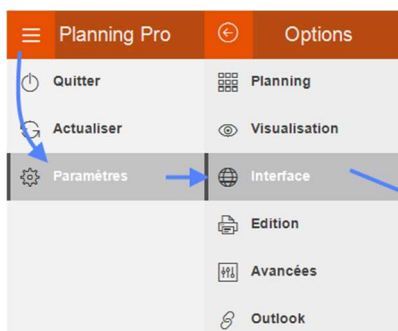 Planning Pro
Quitter
Actualiser
Paramètres
Options
Planning
Visualisation
Interface
Edition
Avancées
Outlook